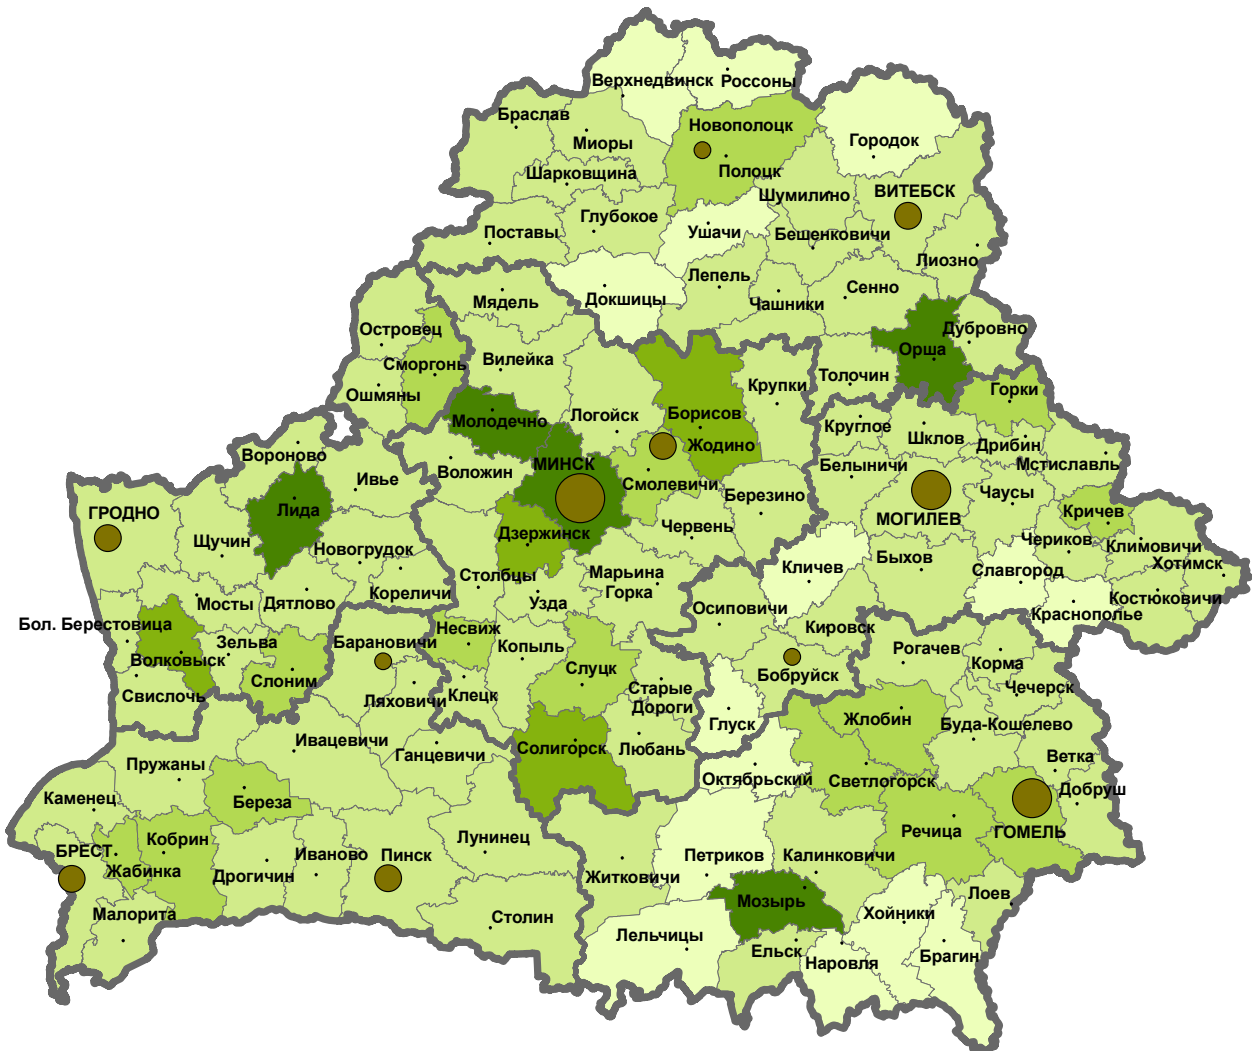 Верхнедвинск
Россоны
Браслав
Новополоцк
Миоры
Городок
Шарковщина
Полоцк
Шумилино
ВИТЕБСК
Глубокое
Поставы
Ушачи
Бешенковичи
Лиозно
Лепель
Сенно
Мядель
Докшицы
Чашники
Островец
Дубровно
Орша
Сморгонь
Вилейка
Толочин
Ошмяны
Крупки
Горки
Молодечно
Логойск
Борисов
Круглое
Шклов
Жодино
Дрибин
Вороново
Мстиславль
МИНСК
Воложин
Белыничи
Ивье
Смолевичи
Березино
Чаусы
Лида
ГРОДНО
Кричев
МОГИЛЕВ
Червень
Дзержинск
Щучин
Новогрудок
Чериков
Климовичи
Быхов
Хотимск
Кличев
Славгород
Столбцы
Марьина
Горка
Кореличи
Костюковичи
Мосты
Дятлово
Узда
Осиповичи
Краснополье
Бол. Берестовица
Зельва
Барановичи
Несвиж
Кировск
Копыль
Рогачев
Волковыск
Корма
Слуцк
Бобруйск
Слоним
Старые
Дороги
Чечерск
Свислочь
Ляховичи
Клецк
Глуск
Жлобин
Буда-Кошелево
Ивацевичи
Солигорск
Любань
Ганцевичи
Ветка
Пружаны
Октябрьский
Светлогорск
Добруш
Каменец
Береза
Речица
ГОМЕЛЬ
Кобрин
Лунинец
БРЕСТ
Иваново
Пинск
Петриков
Калинковичи
Жабинка
Дрогичин
Житковичи
Лоев
Мозырь
Малорита
Столин
Хойники
Лельчицы
Ельск
Брагин
Наровля